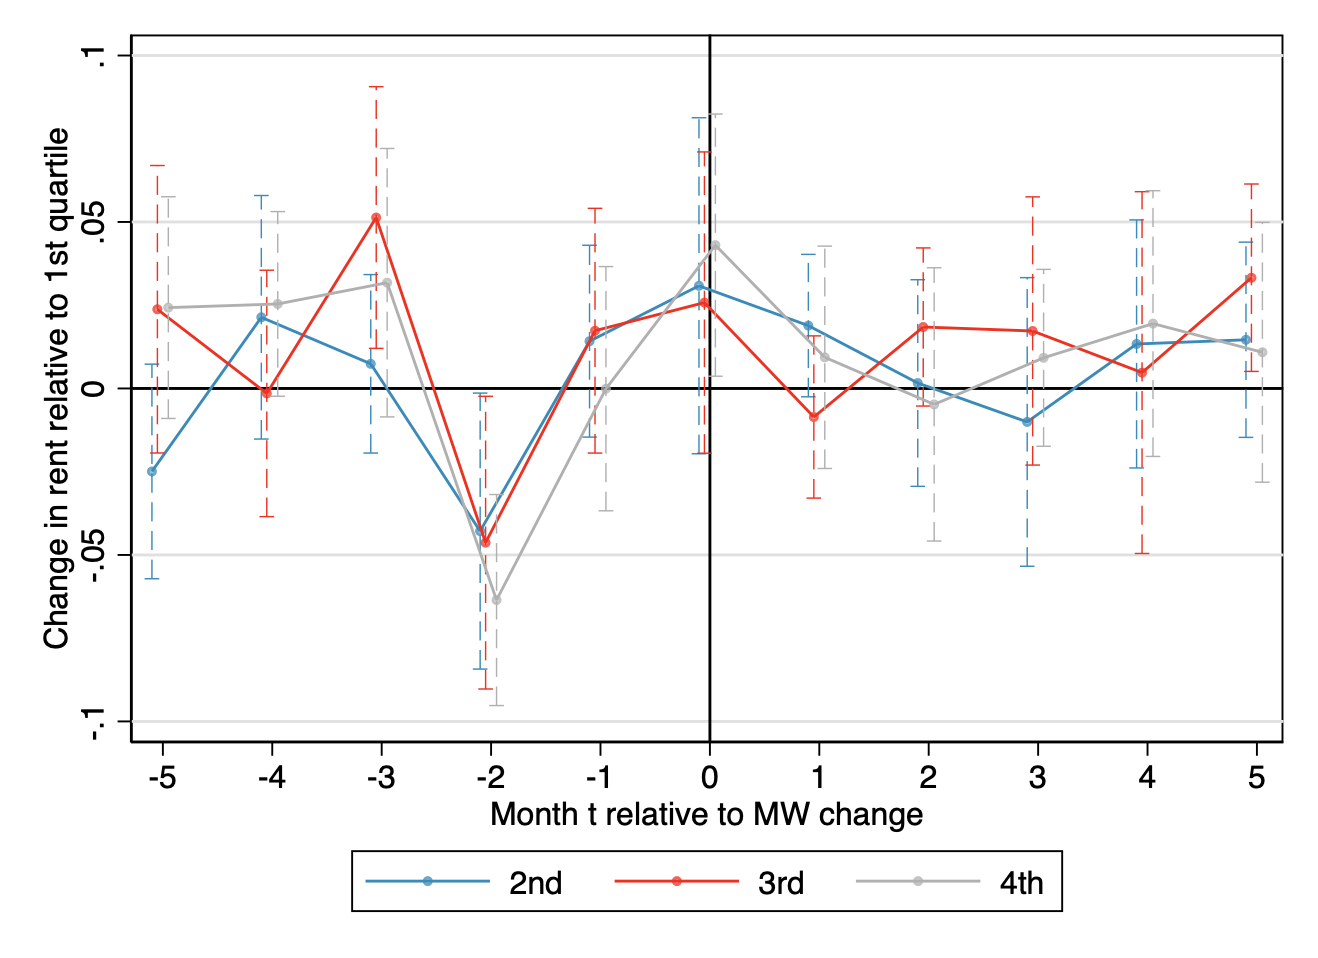 Change in rent relative to 1st quartile
.1
.05
0
-.05
-.1
-5 -4 -3 -2 -1 0 1 2 3 4 5
Month t relative to MW change
2nd 3rd 4th